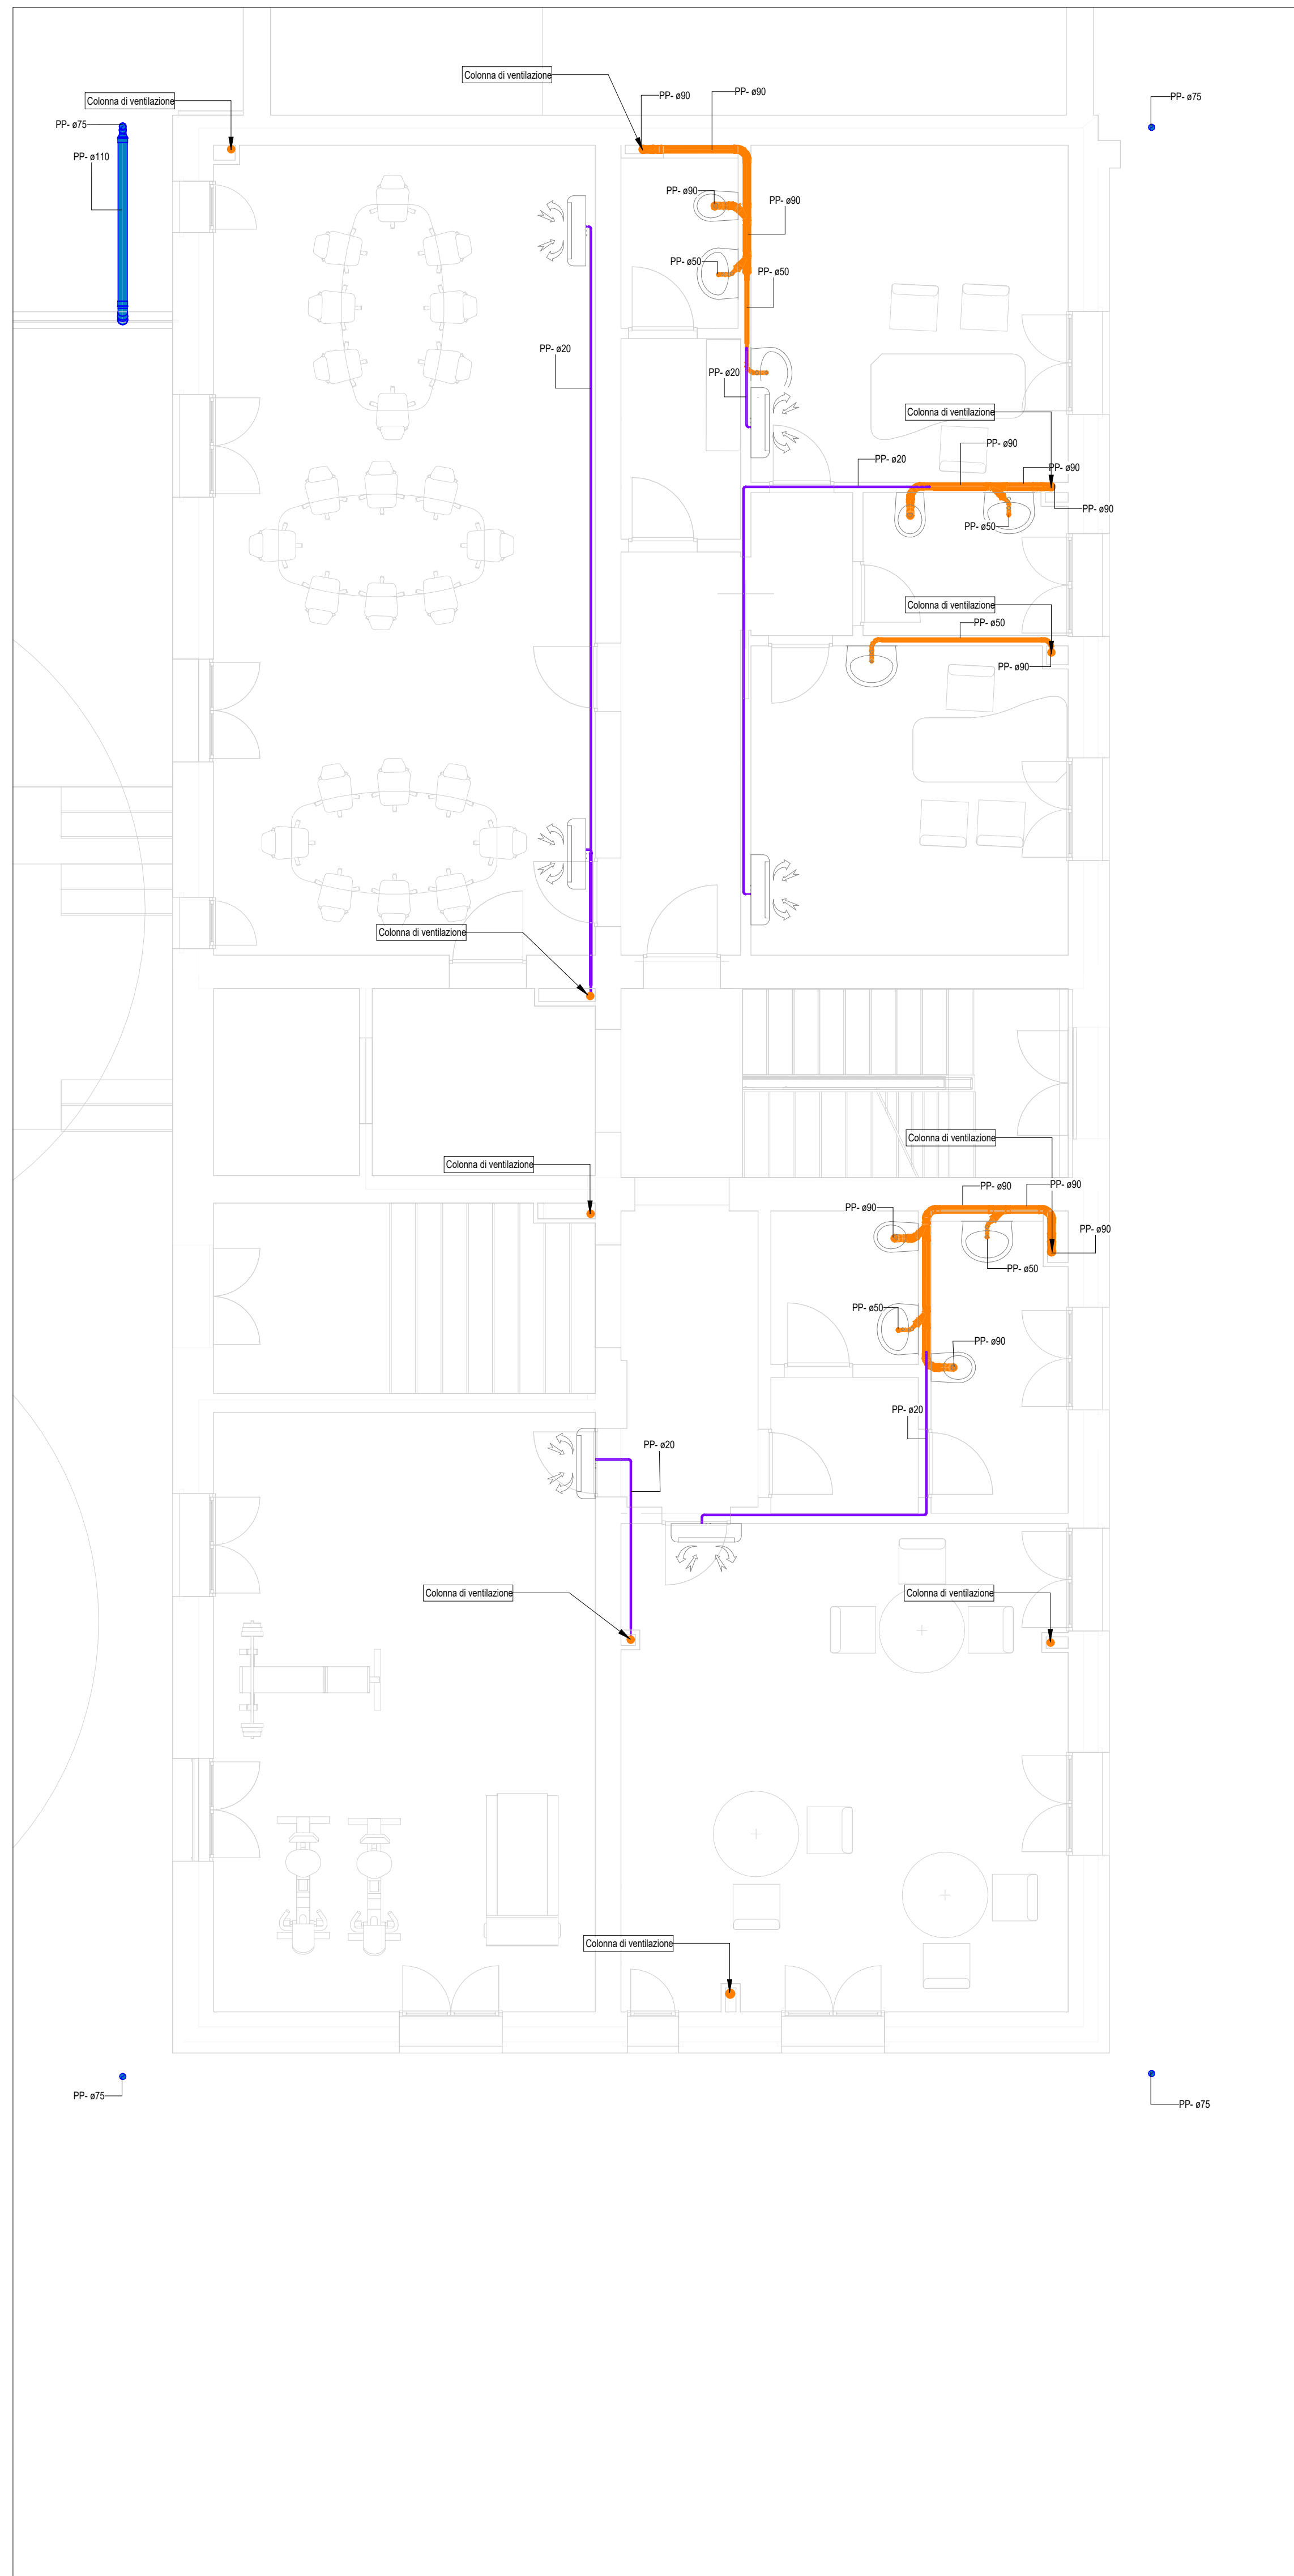 Colonna di ventilazione
Colonna di ventilazione
PP- ø90
PP- ø90
PP- ø75
PP- ø75
PP- ø110
PP- ø90
PP- ø90
PP- ø50
PP- ø50
PP- ø20
PP- ø20
Colonna di ventilazione
PP- ø90
PP- ø20
PP- ø90
PP- ø90
PP- ø50
Colonna di ventilazione
PP- ø50
PP- ø90
Colonna di ventilazione
Colonna di ventilazione
Colonna di ventilazione
PP- ø90
PP- ø90
PP- ø90
PP- ø90
PP- ø50
PP- ø50
PP- ø90
PP- ø20
PP- ø20
Colonna di ventilazione
Colonna di ventilazione
Colonna di ventilazione
PP- ø75
PP- ø75